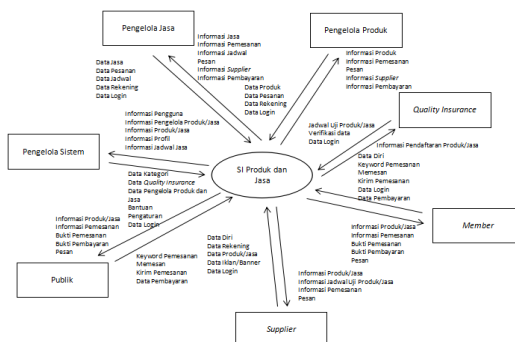 Pengelola Jasa
Pengelola Produk
Informasi Jasa
Informasi Pemesanan
Informasi Jadwal
Pesan
Informasi Supplier
Informasi Pembayaran
Data Jasa
Data Pesanan
Data Jadwal
Data Rekening
Data Login
Informasi Produk
Informasi Pemesanan
Pesan
Informasi Supplier
Informasi Pembayaran
Data Produk
Data Pesanan
Data Rekening
Data Login
Quality Insurance
Jadwal Uji Produk/Jasa
Verifikasi data
Data Login
Informasi Pendaftaran Produk/Jasa
Informasi Pengguna
Informasi Pengelola Produk/Jasa
Informasi Produk/Jasa
Informasi Profil
Informasi Jadwal Jasa
Pengelola Sistem
SI Produk dan
Jasa
Data Kategori
Data Quality Insurance
Data Pengelola Produk dan
Jasa
Bantuan
Pengaturan
Data Login
Data Diri
Keyword Pemesanan
Memesan
Kirim Pemesanan
Data Login
Data Pembayaran
Member
Informasi Produk/Jasa
Informasi Pemesanan
Bukti Pemesanan
Bukti Pembayaran
Pesan
Informasi Produk/Jasa
Informasi Pemesanan
Bukti Pemesanan
Bukti Pembayaran
Pesan
Publik
Keyword Pemesanan
Memesan
Kirim Pemesanan
Data Pembayaran
Data Diri
Data Rekening
Data Produk/Jasa
Data Iklan/Banner
Data Login
Informasi Produk/Jasa
Informasi Jadwal Uji Produk/Jasa
Informasi Pemesanan
Pesan
Supplier